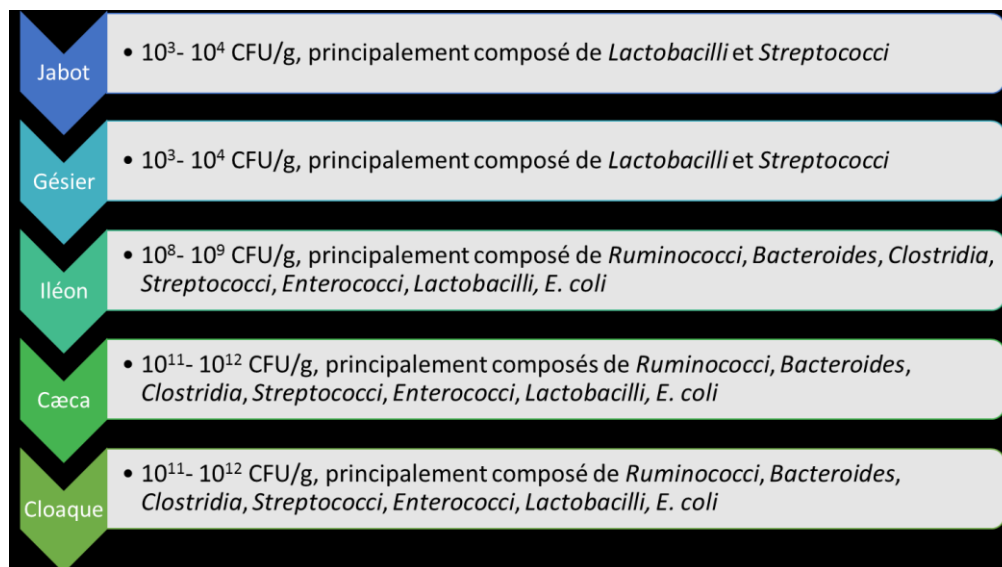 Jabot
• 10³- 10⁴ CFU/g, principalement composé de Lactobacilli et Streptococci
Gésier
• 10³- 10⁴ CFU/g, principalement composé de Lactobacilli et Streptococci
Iléon
• 10⁸- 10⁹ CFU/g, principalement composé de Ruminococci, Bacteroides, Clostridia,
Streptococci, Enterococci, Lactobacilli, E. coli
Cæca
• 10¹¹- 10¹² CFU/g, principalement composés de Ruminococci, Bacteroides,
Clostridia, Streptococci, Enterococci, Lactobacilli, E. coli
Cloaque
• 10¹¹- 10¹² CFU/g, principalement composé de Ruminococci, Bacteroides,
Clostridia, Streptococci, Enterococci, Lactobacilli, E. coli